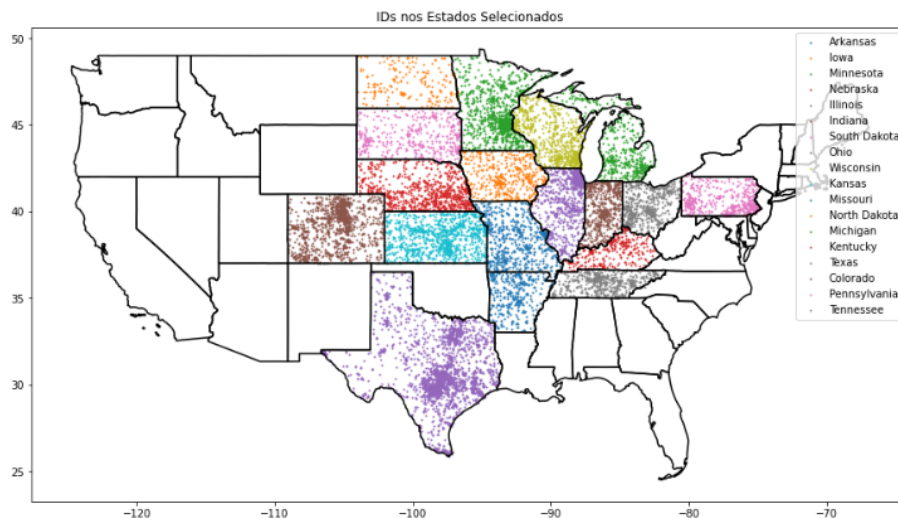 IDs nos Estados Selecionados
50
45
40
35
30
25
−120
−110
−100
−90
−80
−70
Arkansas
Iowa
Minnesota
Nebraska
Illinois
Indiana
South Dakota
Ohio
Wisconsin
Kansas
Missouri
North Dakota
Michigan
Kentucky
Texas
Colorado
Pennsylvania
Tennessee